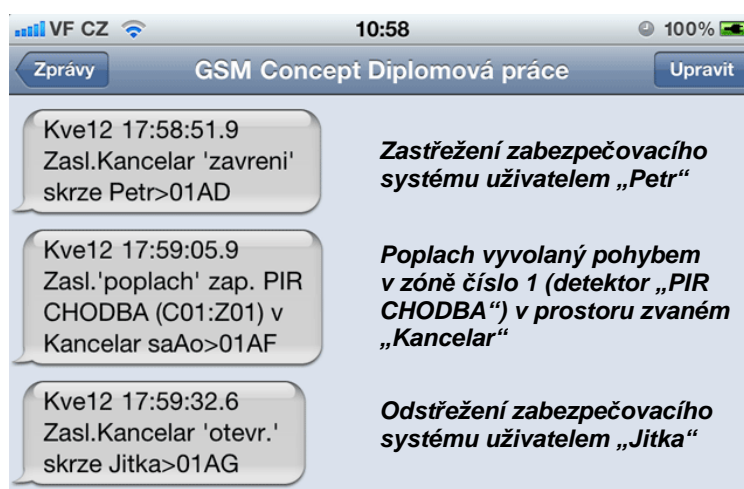 VF CZ 10:58 100%
Zprávy GSM Concept Diplomová práce Upravit
Kve12 17:58:51.9
Zasl.Kancelar 'zavreni'
skrze Petr>01AD
Zastřežení zabezpečovacího
systému uživatelem „Petr“
Kve12 17:59:05.9
Zasl.'poplach' zap. PIR
CHODBA (C01:Z01) v
Kancelar saAo>01AF
Poplach vyvolaný pohybem
v zóně číslo 1 (detektor „PIR
CHODBA“) v prostoru zvaném
„Kancelar“
Kve12 17:59:32.6
Zasl.Kancelar 'otevr.'
skrze Jitka>01AG
Odstřežení zabezpečovacího
systému uživatelem „Jitka“